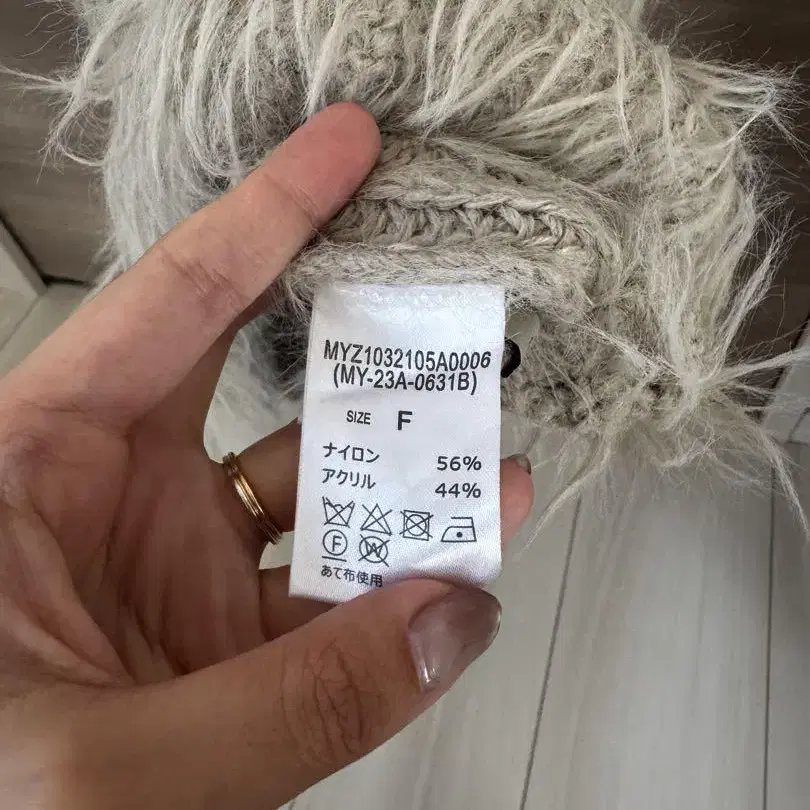 MYZ1032105A0006
(MY-23A-0631B)
SIZE F
ナイロン 56%
アクリル 44%
F W
あて布使用